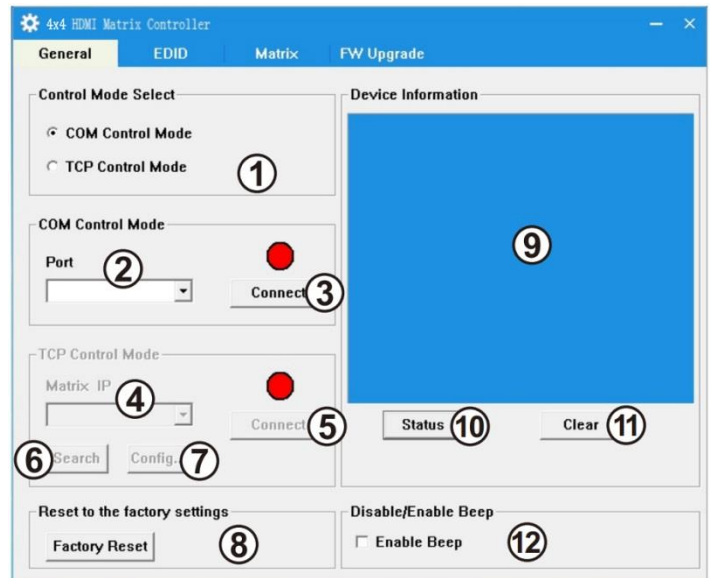 4x4 HDMI Matrix Controller
General EDID Matrix FW Upgrade
Control Mode Select
COM Control Mode
TCP Control Mode
1
COM Control Mode
Port
2
Connect
3
TCP Control Mode
Matrix IP
4
Connect
5
6
Search
Config..
7
Reset to the factory settings
Factory Reset
8
Device Information
9
Status
10
Clear
11
Disable/Enable Beep
Enable Beep
12